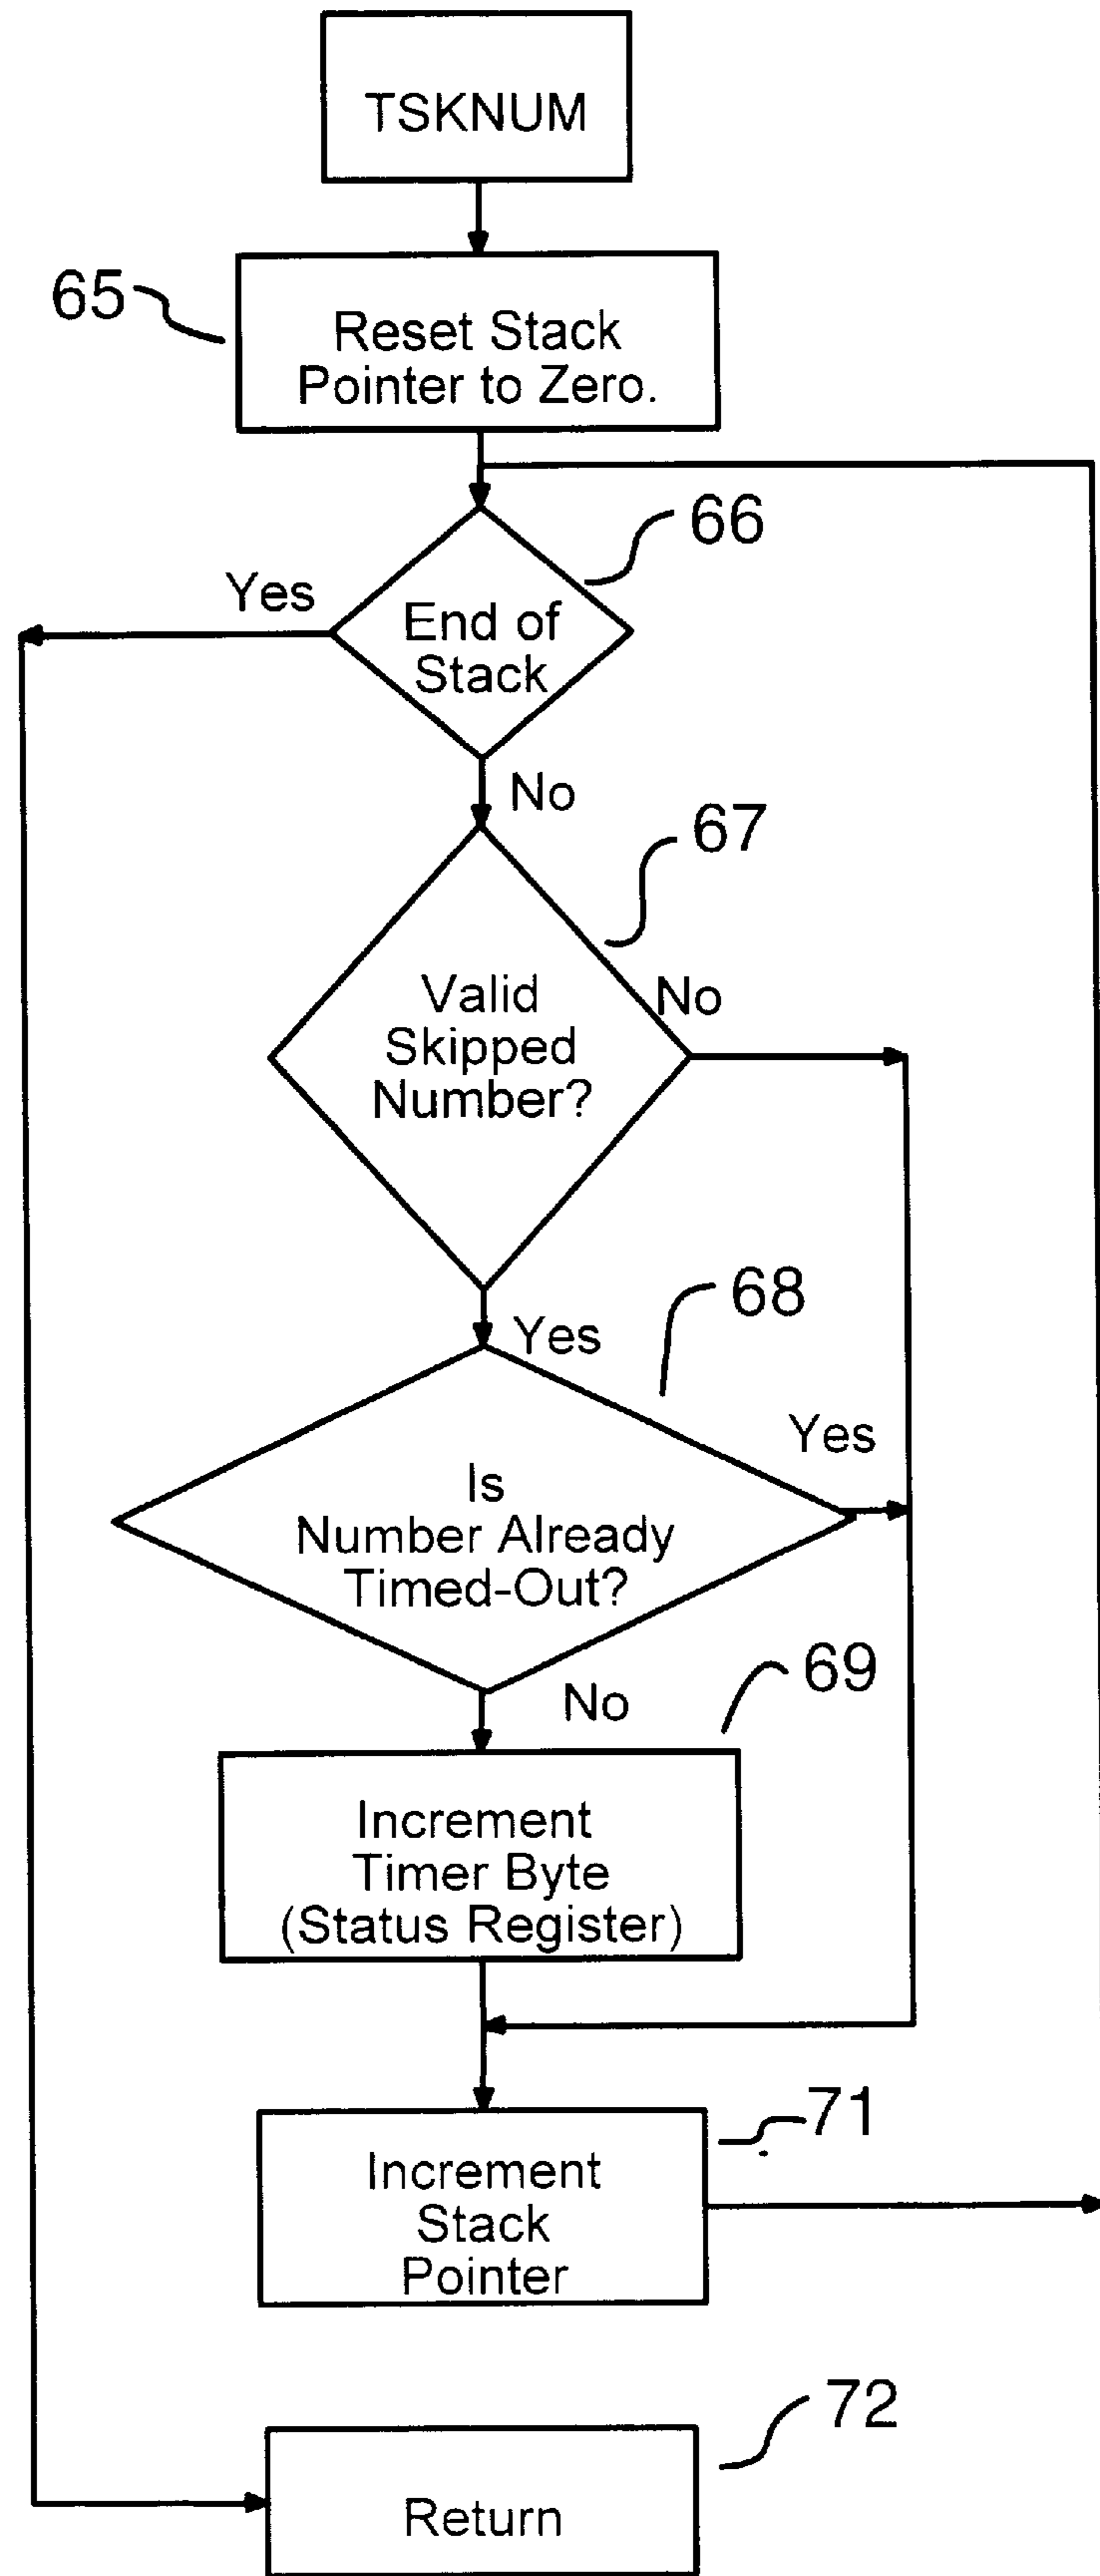 TSKNUM
65
Reset Stack
Pointer to Zero.
66
Yes
End of
Stack
No
67
Valid
Skipped
Number?
No
68
Yes
Yes
Is
Number Already
Timed-Out?
69
No
Increment
Timer Byte
(Status Register)
71
Increment
Stack
Pointer
72
Return